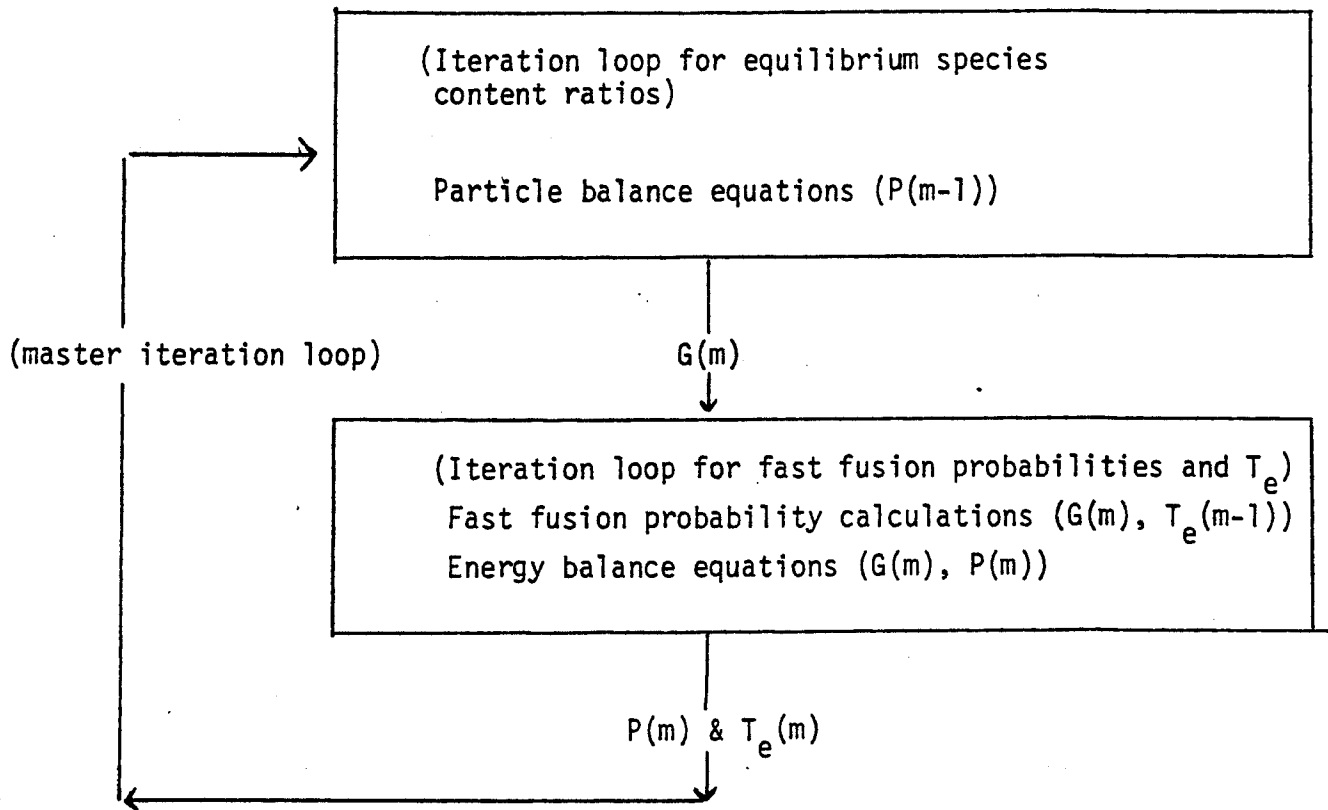 (Iteration loop for equilibrium species
content ratios)
Particle balance equations (P(m-1))
(master iteration loop)
G(m)
(Iteration loop for fast fusion probabilities and T_e)
Fast fusion probability calculations (G(m), T_e(m-1))
Energy balance equations (G(m), P(m))
P(m) & T_e(m)